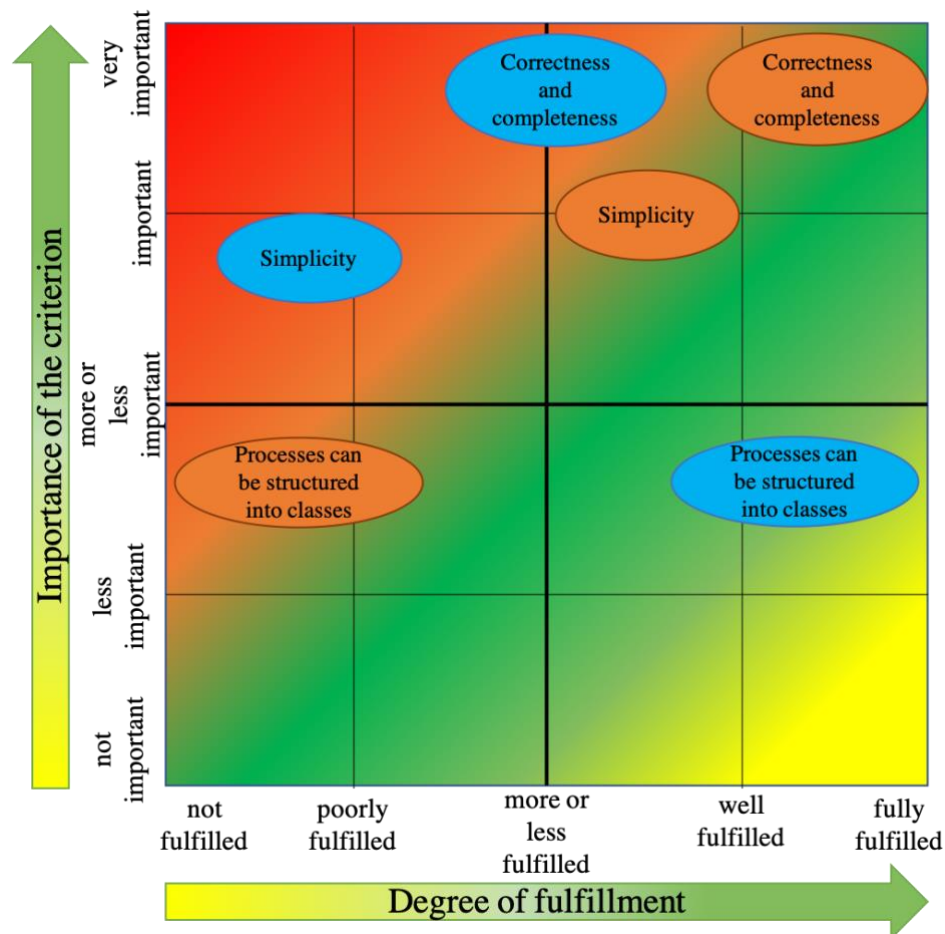 Importance of the criterion
very
important
important
more or
less
important
less
important
not
important
Correctness
and
completeness
Correctness
and
completeness
Simplicity
Simplicity
Processes can
be structured
into classes
Processes can
be structured
into classes
not
fulfilled
poorly
fulfilled
more or
less
fulfilled
well
fulfilled
fully
fulfilled
Degree of fulfillment